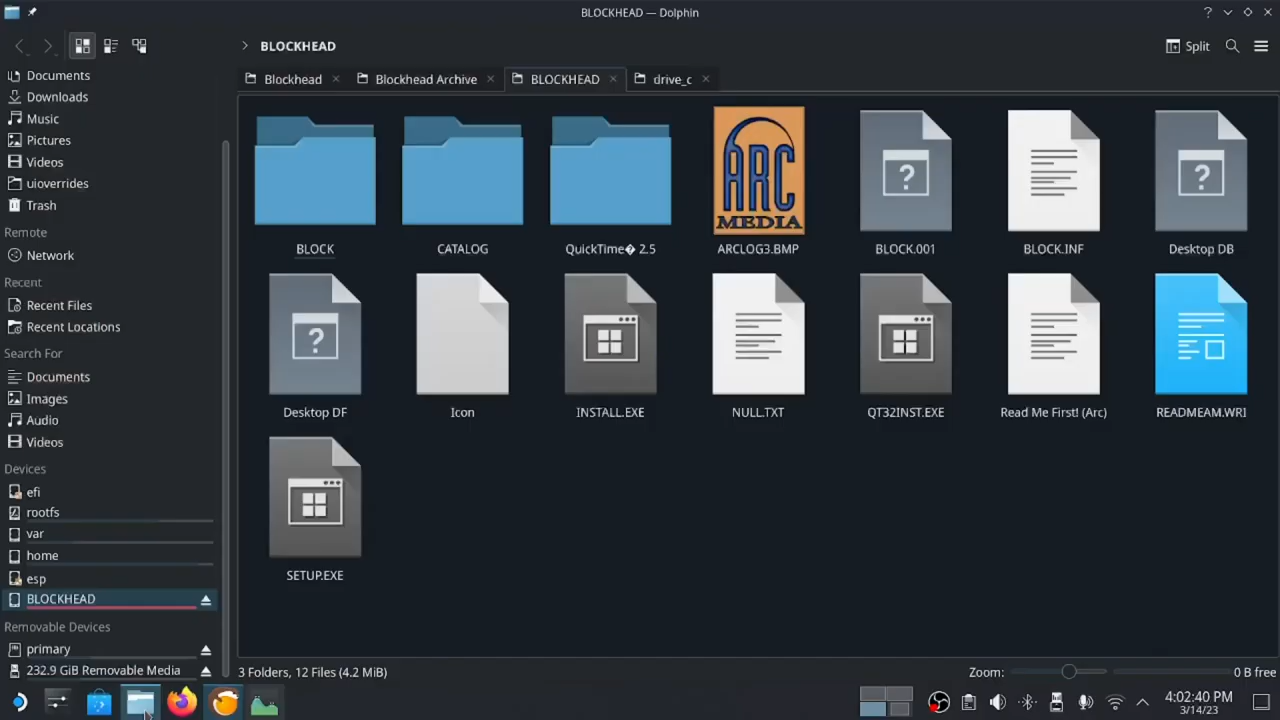 BLOCKHEAD — Dolphin
BLOCKHEAD
Split
Blockhead
Blockhead Archive
BLOCKHEAD
drive_c
Documents
Downloads
Music
Pictures
Videos
uioverrides
Trash
Remote
Network
Recent
Recent Files
Recent Locations
Search For
Documents
Images
Audio
Videos
Devices
efi
rootfs
var
home
esp
BLOCKHEAD
Removable Devices
primary
232.9 GiB Removable Media
ARC
MEDIA
BLOCK
CATALOG
QuickTime� 2.5
ARCLOG3.BMP
BLOCK.001
BLOCK.INF
Desktop DB
Desktop DF
Icon
INSTALL.EXE
NULL.TXT
QT32INST.EXE
Read Me First! (Arc)
READMEAM.WRI
SETUP.EXE
3 Folders, 12 Files (4.2 MiB)
Zoom:
0 B free
4:02:40 PM
3/14/23